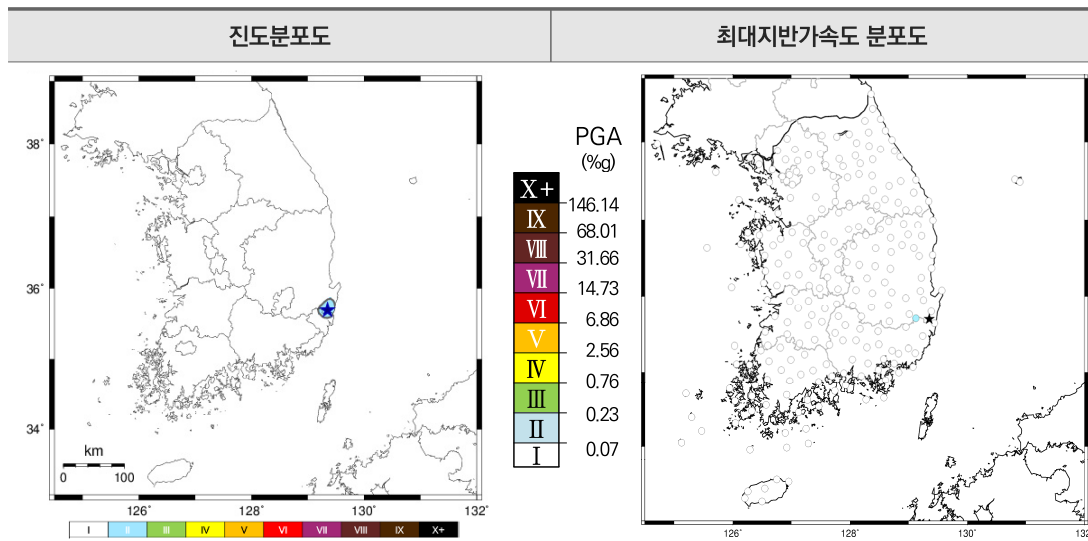 진도분포도
최대지반가속도 분포도
38°
36°
34°
km
0 100
126° 128° 130° 132°
I II III IV V VI VII VIII IX X+
PGA
(%g)
X+
146.14
IX
68.01
VIII
31.66
VII
14.73
VI
6.86
V
2.56
IV
0.76
III
0.23
II
0.07
I
126° 128° 130° 132